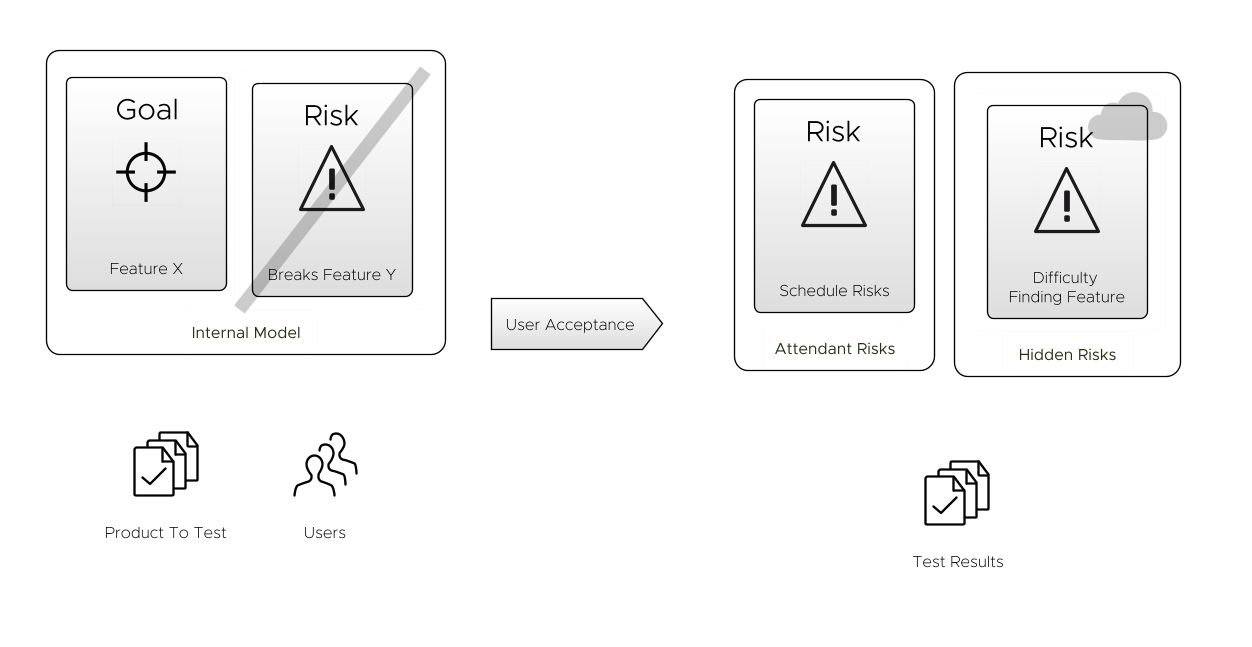 Goal
Feature X
Risk
Breaks Feature Y
Internal Model
User Acceptance
Risk
Schedule Risks
Attendant Risks
Risk
Difficulty
Finding Feature
Hidden Risks
Product To Test
Users
Test Results